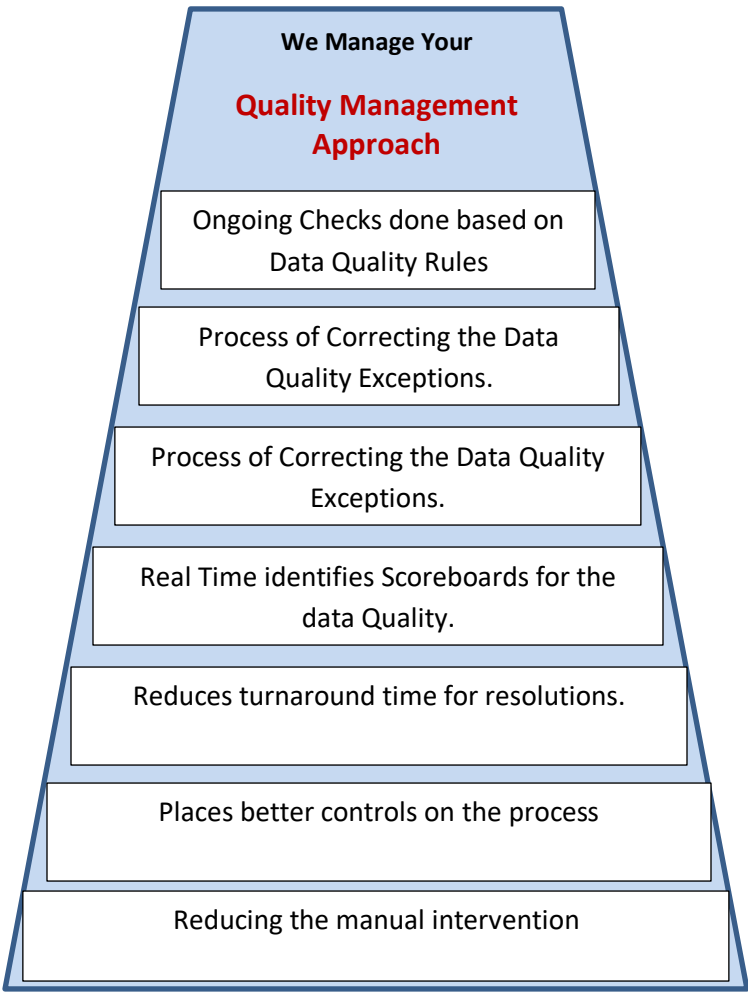 We Manage Your
Quality Management
Approach
Ongoing Checks done based on
Data Quality Rules
Process of Correcting the Data
Quality Exceptions.
Process of Correcting the Data Quality
Exceptions.
Real Time identifies Scoreboards for the
data Quality.
Reduces turnaround time for resolutions.
Places better controls on the process
Reducing the manual intervention